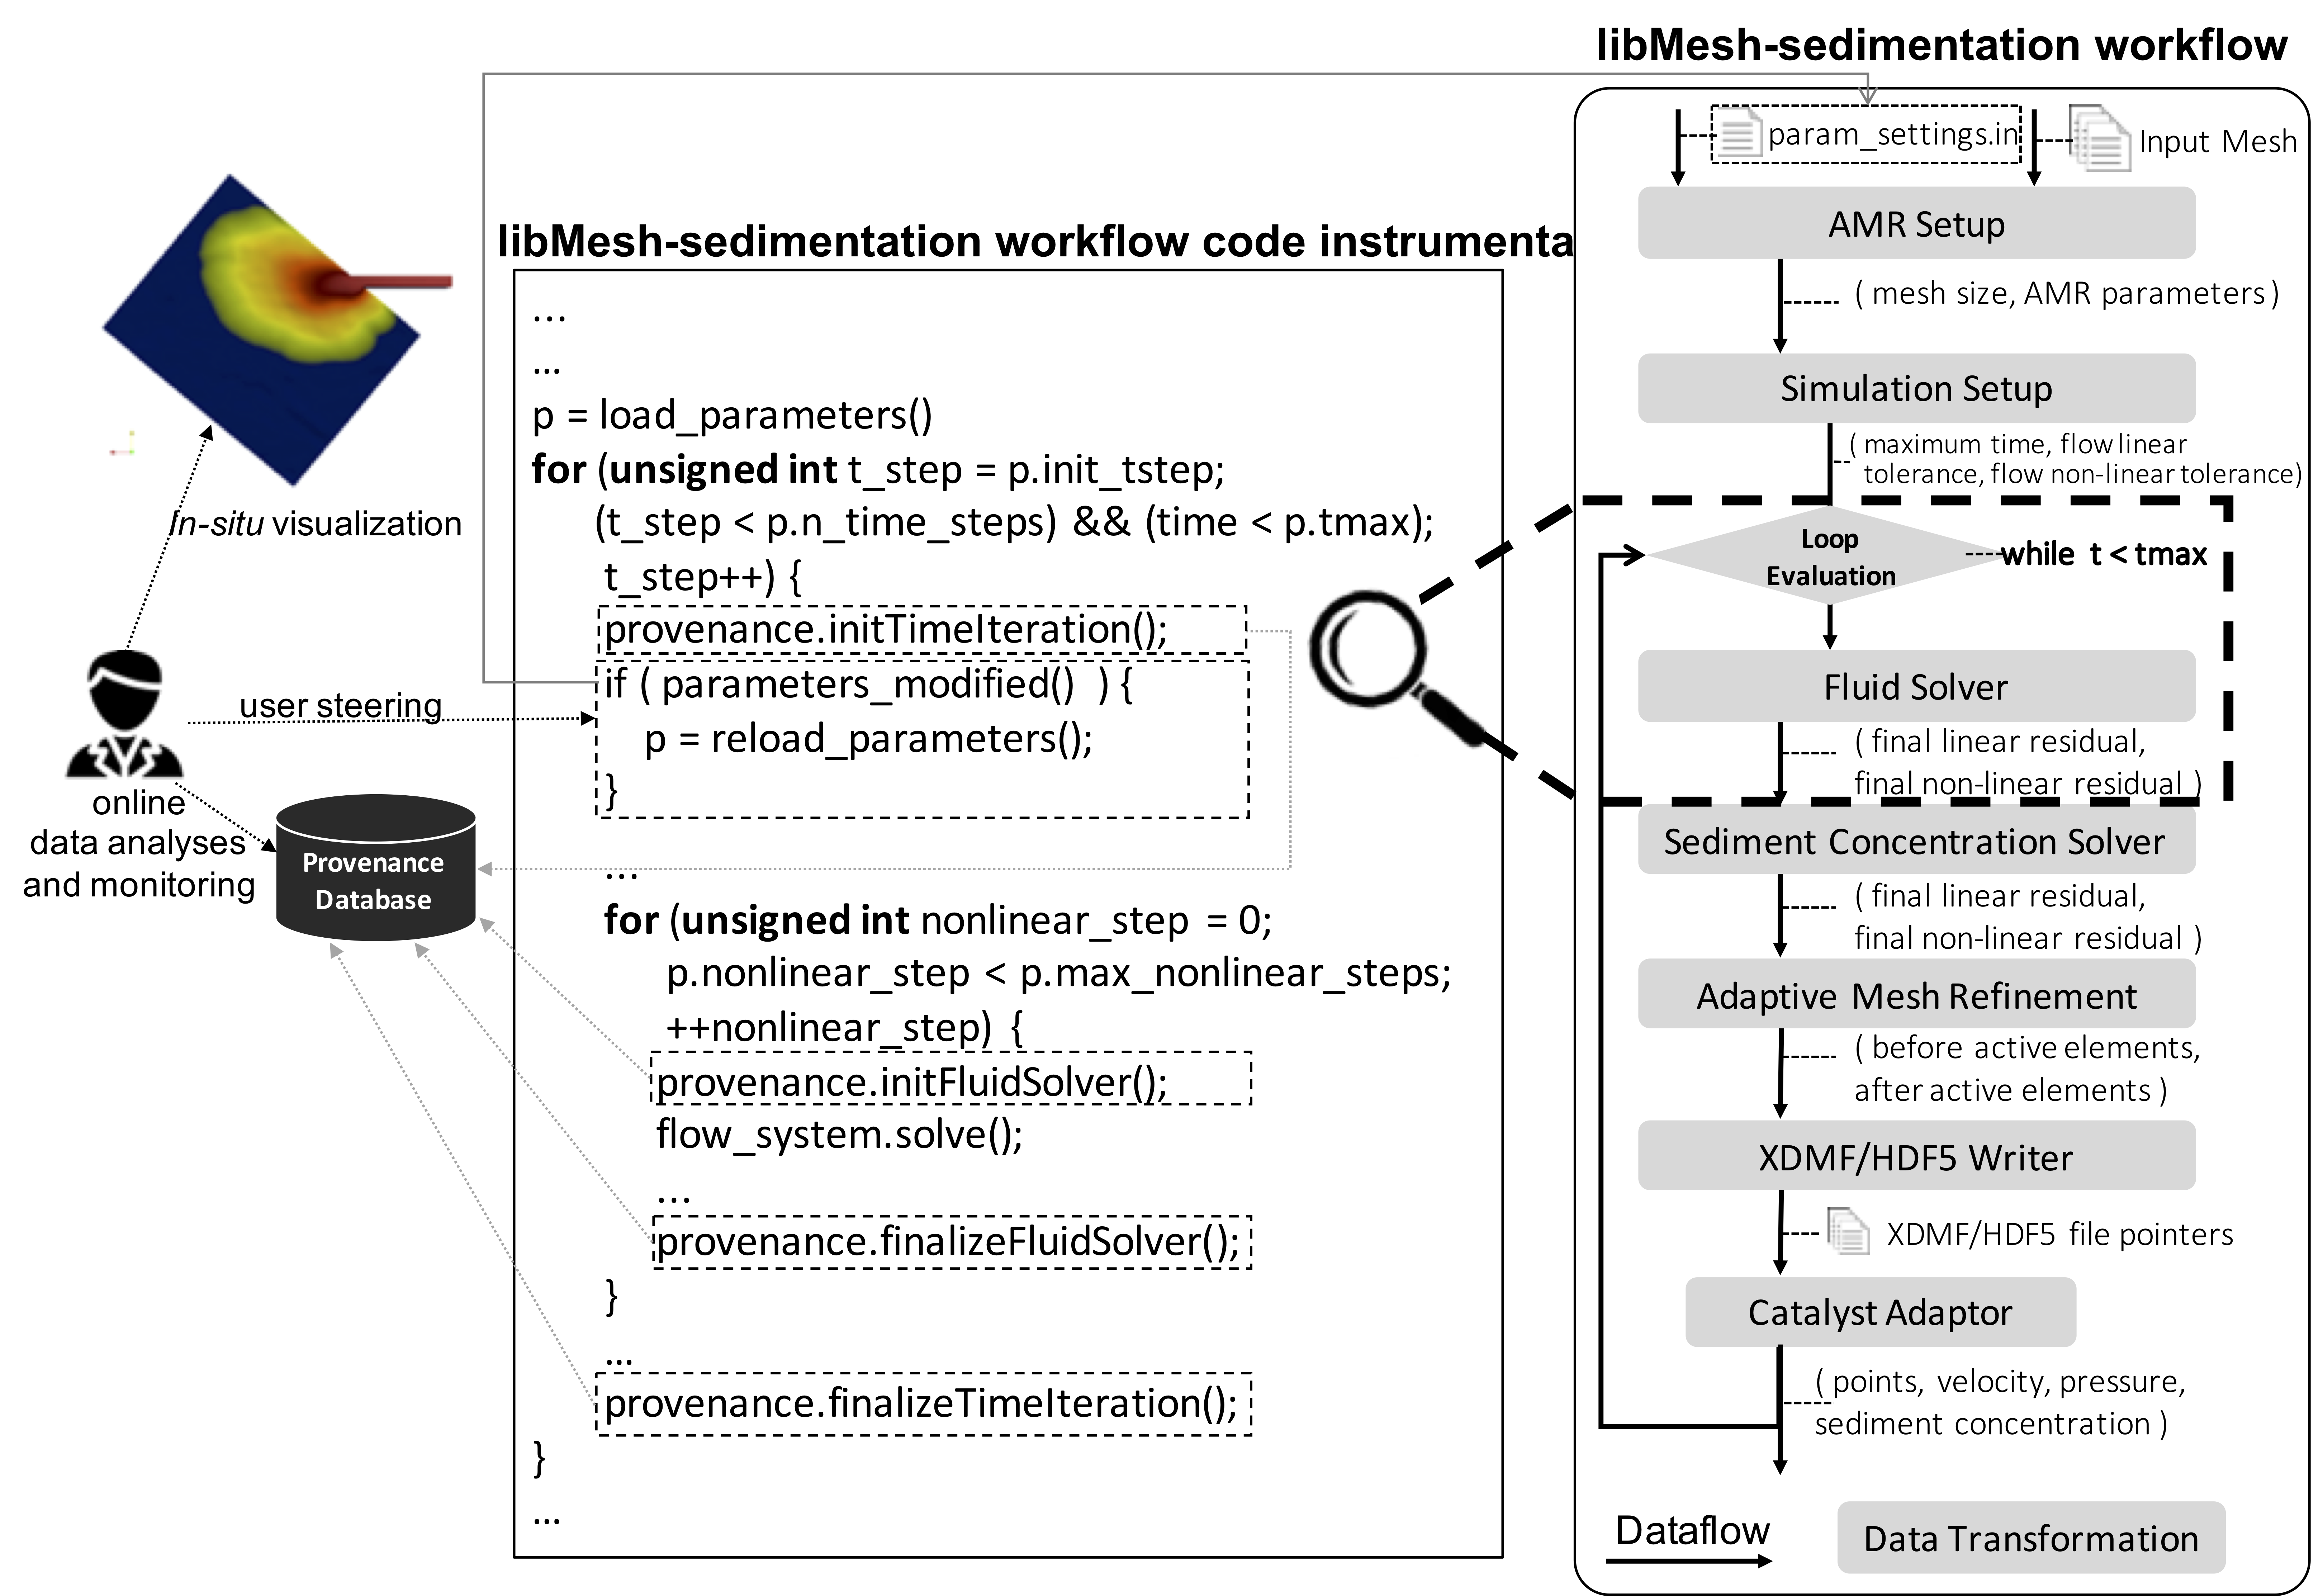 libMesh-sedimentation workflow
param_settings.in
Input Mesh
AMR Setup
( mesh size, AMR parameters )
Simulation Setup
( maximum time, flow linear
tolerance, flow non-linear tolerance)
Loop
Evaluation
while t < tmax
Fluid Solver
( final linear residual,
final non-linear residual )
Sediment Concentration Solver
( final linear residual,
final non-linear residual )
Adaptive Mesh Refinement
( before active elements,
after active elements )
XDMF/HDF5 Writer
XDMF/HDF5 file pointers
Catalyst Adaptor
( points, velocity, pressure,
sediment concentration )
Dataflow
Data Transformation
libMesh-sedimentation workflow code instrumenta
...
...
p = load_parameters()
for (unsigned int t_step = p.init_tstep;
(t_step < p.n_time_steps) && (time < p.tmax);
t_step++) {
provenance.initTimeIteration();
if ( parameters_modified() ) {
p = reload_parameters();
}
...
for (unsigned int nonlinear_step = 0;
p.nonlinear_step < p.max_nonlinear_steps;
++nonlinear_step) {
provenance.initFluidSolver();
flow_system.solve();
...
provenance.finalizeFluidSolver();
}
...
provenance.finalizeTimeIteration();
}
...
In-situ visualization
user steering
online
data analyses
and monitoring
Provenance
Database